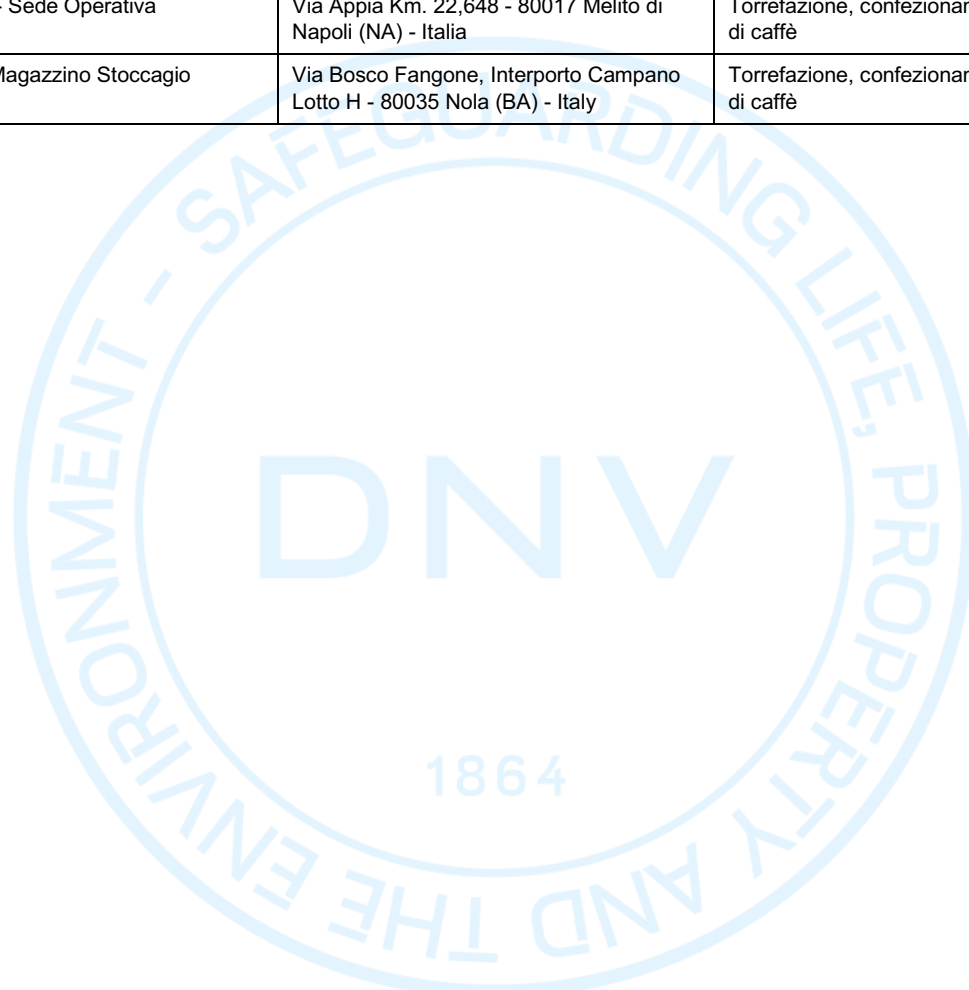 - Sede Operativa
Via Appia Km. 22,648 - 80017 Melito di
Napoli (NA) - Italia
Torrefazione, confezionar
di caffè
Magazzino Stoccagio
Via Bosco Fangone, Interporto Campano
Lotto H - 80035 Nola (BA) - Italy
Torrefazione, confezionar
di caffè
SAFEGUARDING LIFE, PROPERTY AND THE ENVIRONMENT -
DNV
1864